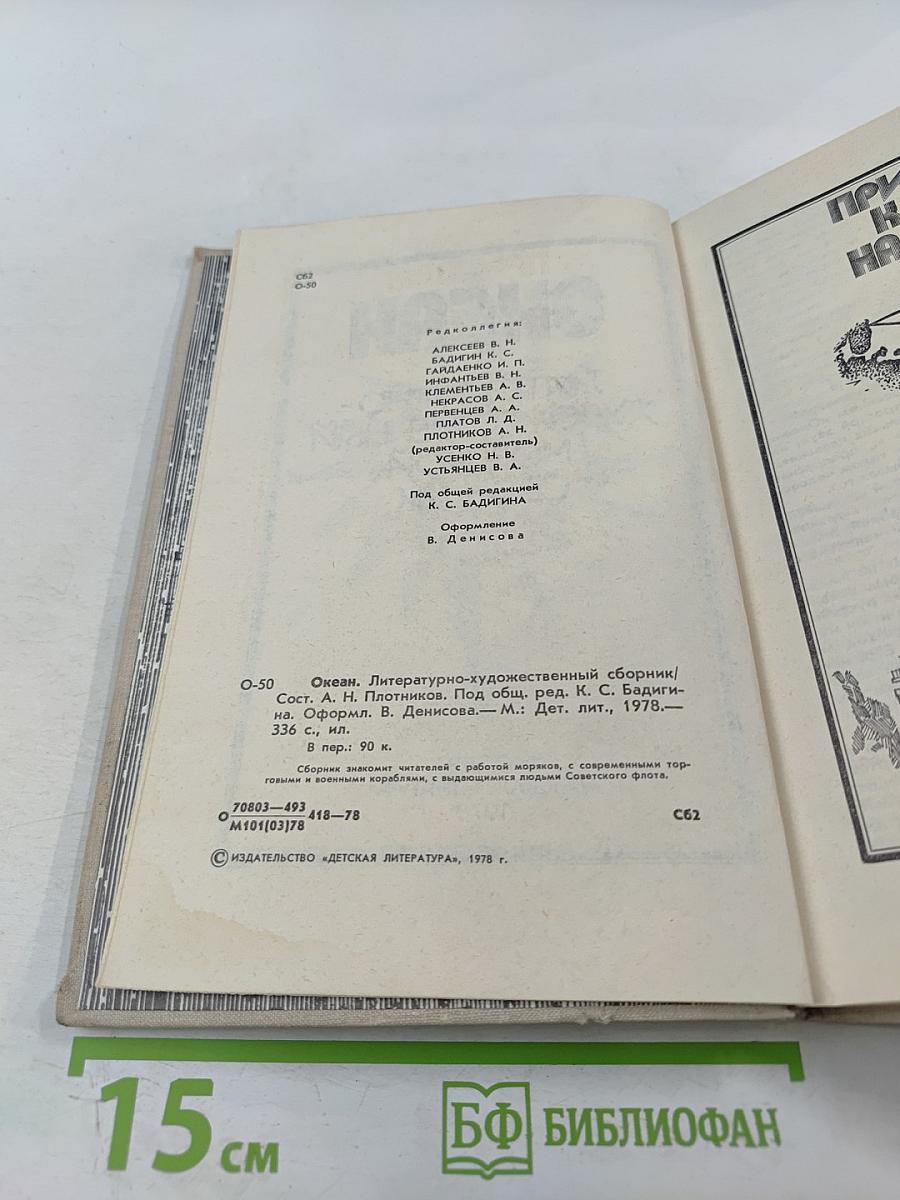 С62
О-50
Редколлегия:
АЛЕКСЕЕВ В. Н.
БАДИГИН К. С.
ГАЙДАЕНКО И. П.
ИНФАНТЬЕВ В. Н.
КЛЕМЕНТЬЕВ А. В.
НЕКРАСОВ А. С.
ПЕРВЕНЦЕВ А. А.
ПЛАТОВ Л. Д.
ПЛОТНИКОВ А. Н.
(редактор-составитель)
УСЕНКО Н. В.
УСТЬЯНЦЕВ В. А.
Под общей редакцией
К. С. БАДИГИНА
Оформление
В. Денисова
О-50 Океан. Литературно-художественный сборник/
Сост. А. Н. Плотников. Под общ. ред. К. С. Бадиги-
на. Оформл. В. Денисова.— М.: Дет. лит., 1978.—
336 с., ил.
В пер.: 90 к.
Сборник знакомит читателей с работой моряков, с современными тор-
говыми и военными кораблями, с выдающимися людьми Советского флота.
О 70803—493 418—78 С62
М101(03)78
© ИЗДАТЕЛЬСТВО «ДЕТСКАЯ ЛИТЕРАТУРА», 1978 г.
ПРИ
К
НА
15 см
БФ БИБЛИОФАН